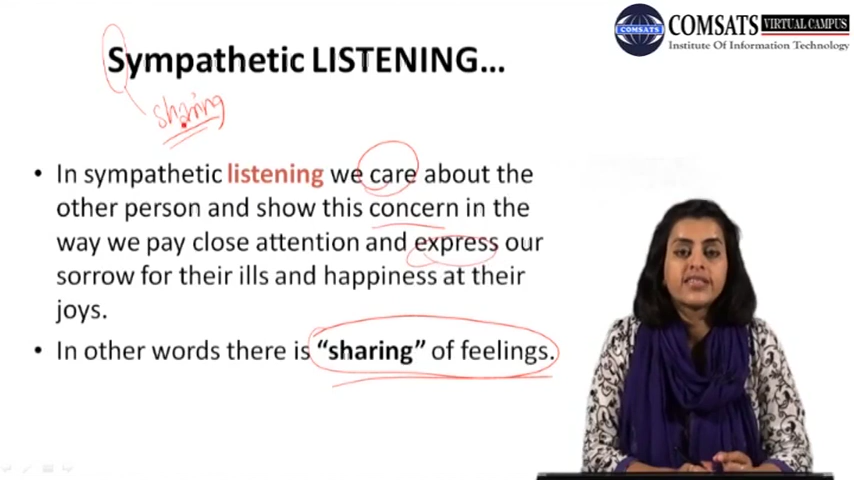 COMSATS VIRTUAL CAMPUS
Institute Of Information Technology
Sympathetic LISTENING...
sharing
• In sympathetic listening we care about the
other person and show this concern in the
way we pay close attention and express our
sorrow for their ills and happiness at their
joys.
• In other words there is “sharing” of feelings.